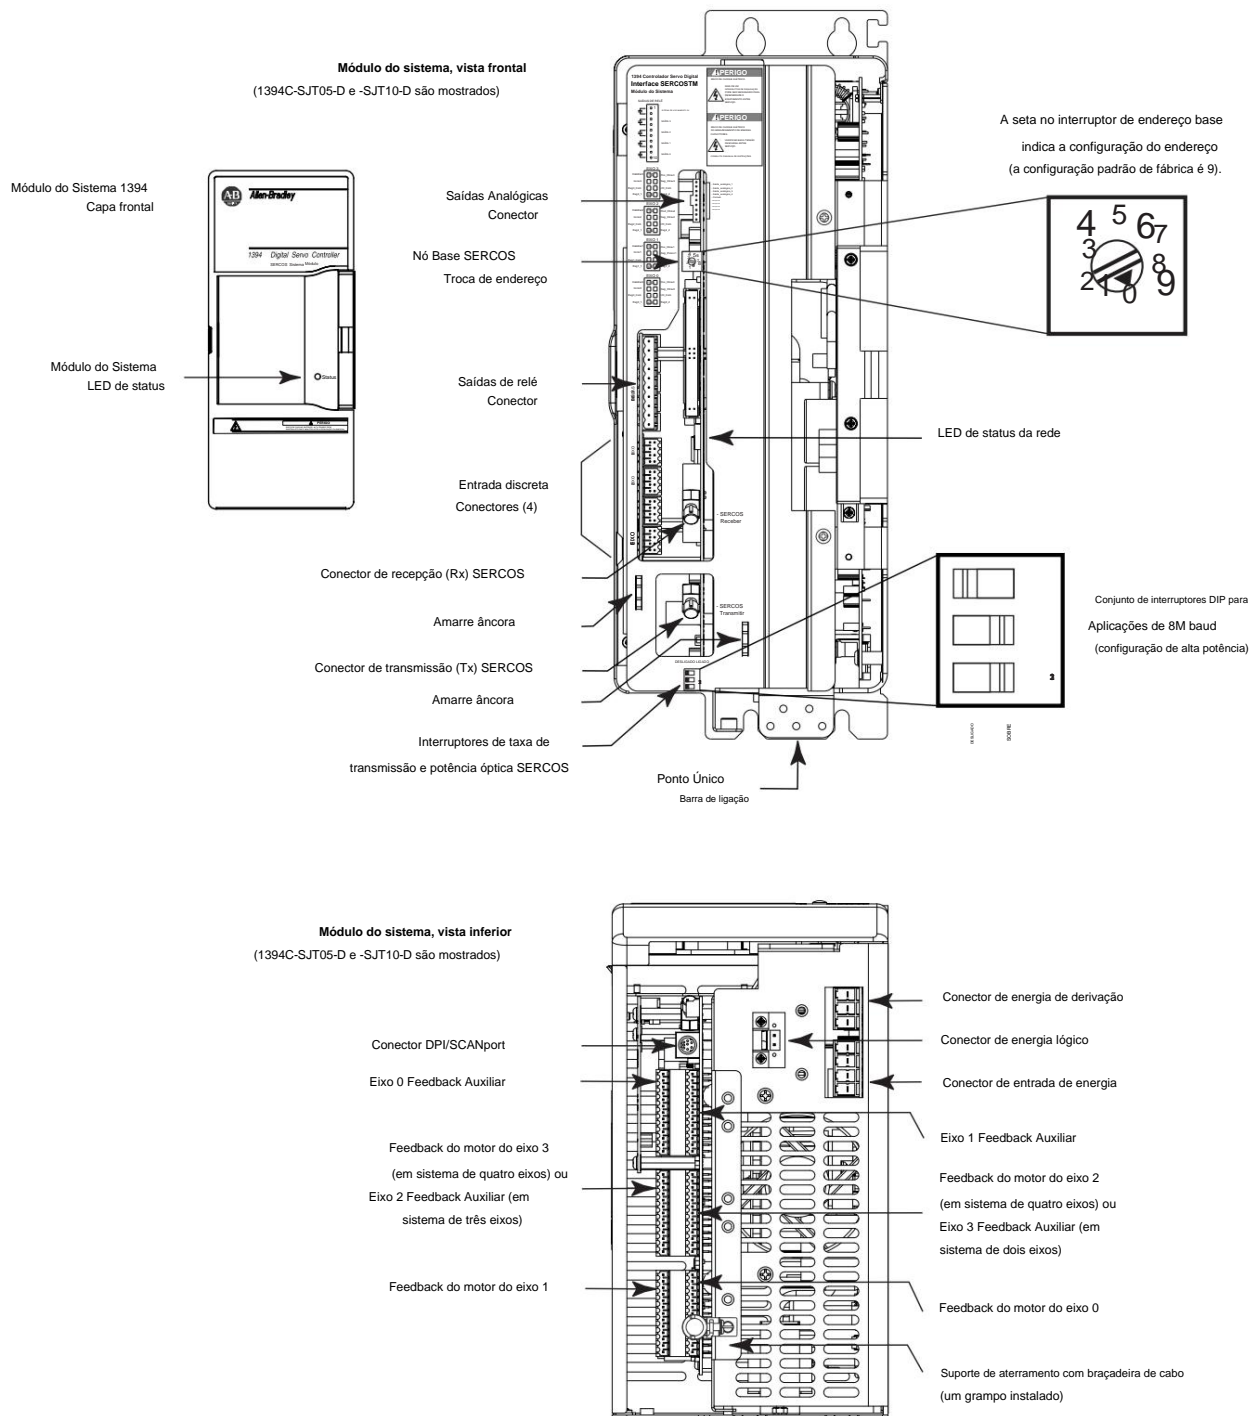 Módulo do sistema, vista frontal
(1394C-SJT05-D e -SJT10-D são mostrados)
Módulo do Sistema 1394
Capa frontal
AB
Allen-Bradley
1394 Digital Servo Controller
SERCOS Sistema Módulo
Status
Módulo do Sistema
LED de status
1394 Controlador Servo Digital
Interface SERCOSTM
Módulo do Sistema
PERIGO
PERIGO
Saídas Analógicas
Conector
Nó Base SERCOS
Troca de endereço
Saídas de relé
Conector
Entrada discreta
Conectores (4)
EIXO
Conector de recepção (Rx) SERCOS
Amarre âncora
Conector de transmissão (Tx) SERCOS
Amarre âncora
Interruptores de taxa de
transmissão e potência óptica SERCOS
- SERCOS
Receber
- SERCOS
Transmitir
DESLIGADO LIGADO
Ponto Único
Barra de ligação
A seta no interruptor de endereço base
indica a configuração do endereço
(a configuração padrão de fábrica é 9).
4 5 6 7
3 8
2 1 0 9
LED de status da rede
Conjunto de interruptores DIP para
Aplicações de 8M baud
(configuração de alta potência)
DESLIGADO
SOBRE
Módulo do sistema, vista inferior
(1394C-SJT05-D e -SJT10-D são mostrados)
Conector DPI/SCANport
Eixo 0 Feedback Auxiliar
Feedback do motor do eixo 3
(em sistema de quatro eixos) ou
Eixo 2 Feedback Auxiliar (em
sistema de três eixos)
Feedback do motor do eixo 1
Conector de energia de derivação
Conector de energia lógico
Conector de entrada de energia
Eixo 1 Feedback Auxiliar
Feedback do motor do eixo 2
(em sistema de quatro eixos) ou
Eixo 3 Feedback Auxiliar (em
sistema de dois eixos)
Feedback do motor do eixo 0
Suporte de aterramento com braçadeira de cabo
(um grampo instalado)